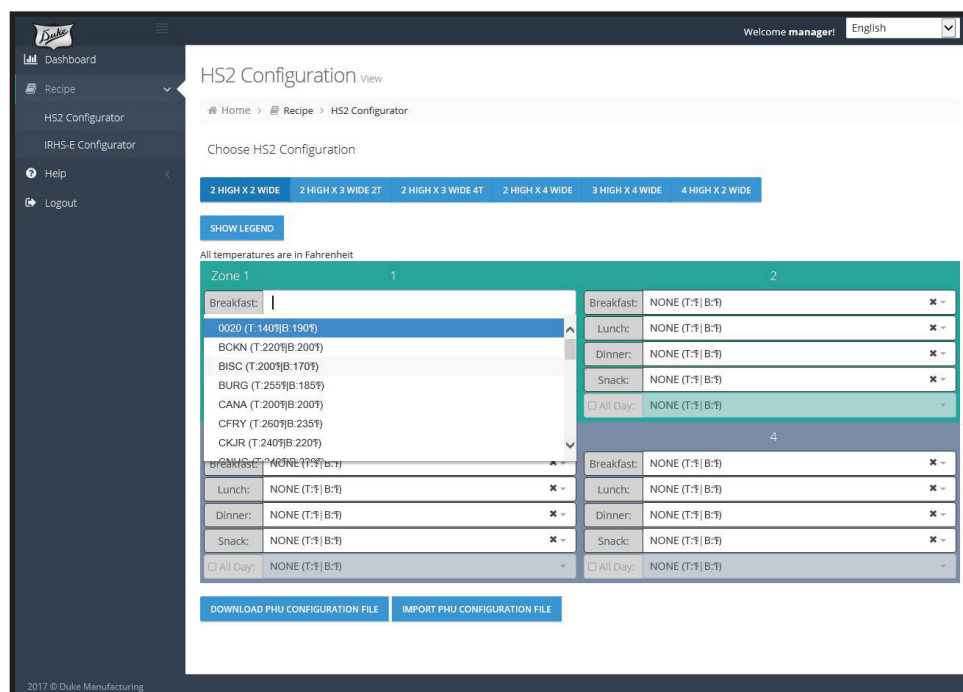 Duke
Welcome manager!
English
Dashboard
Recipe
HS2 Configurator
IRHS-E Configurator
Help
Logout
HS2 Configuration View
Home > Recipe > HS2 Configurator
Choose HS2 Configuration
2 HIGH X 2 WIDE 2 HIGH X 3 WIDE 2T 2 HIGH X 3 WIDE 4T 2 HIGH X 4 WIDE 3 HIGH X 4 WIDE 4 HIGH X 2 WIDE
SHOW LEGEND
All temperatures are in Fahrenheit
Zone 1 1
Breakfast:
0020 (T:140°F|B:190°F)
BCKN (T:220°F|B:200°F)
BISC (T:200°F|B:170°F)
BURG (T:255°F|B:185°F)
CANA (T:200°F|B:200°F)
CFRY (T:260°F|B:235°F)
CKJR (T:240°F|B:220°F)
2
Breakfast: NONE (T:°F| B:°F)
Lunch: NONE (T:°F| B:°F)
Dinner: NONE (T:°F| B:°F)
Snack: NONE (T:°F| B:°F)
All Day: NONE (T:°F| B:°F)
Breakfast: NONE (T:°F| B:°F)
Lunch: NONE (T:°F| B:°F)
Dinner: NONE (T:°F| B:°F)
Snack: NONE (T:°F| B:°F)
All Day: NONE (T:°F| B:°F)
4
Breakfast: NONE (T:°F| B:°F)
Lunch: NONE (T:°F| B:°F)
Dinner: NONE (T:°F| B:°F)
Snack: NONE (T:°F| B:°F)
All Day: NONE (T:°F| B:°F)
DOWNLOAD PHU CONFIGURATION FILE IMPORT PHU CONFIGURATION FILE
2017 © Duke Manufacturing